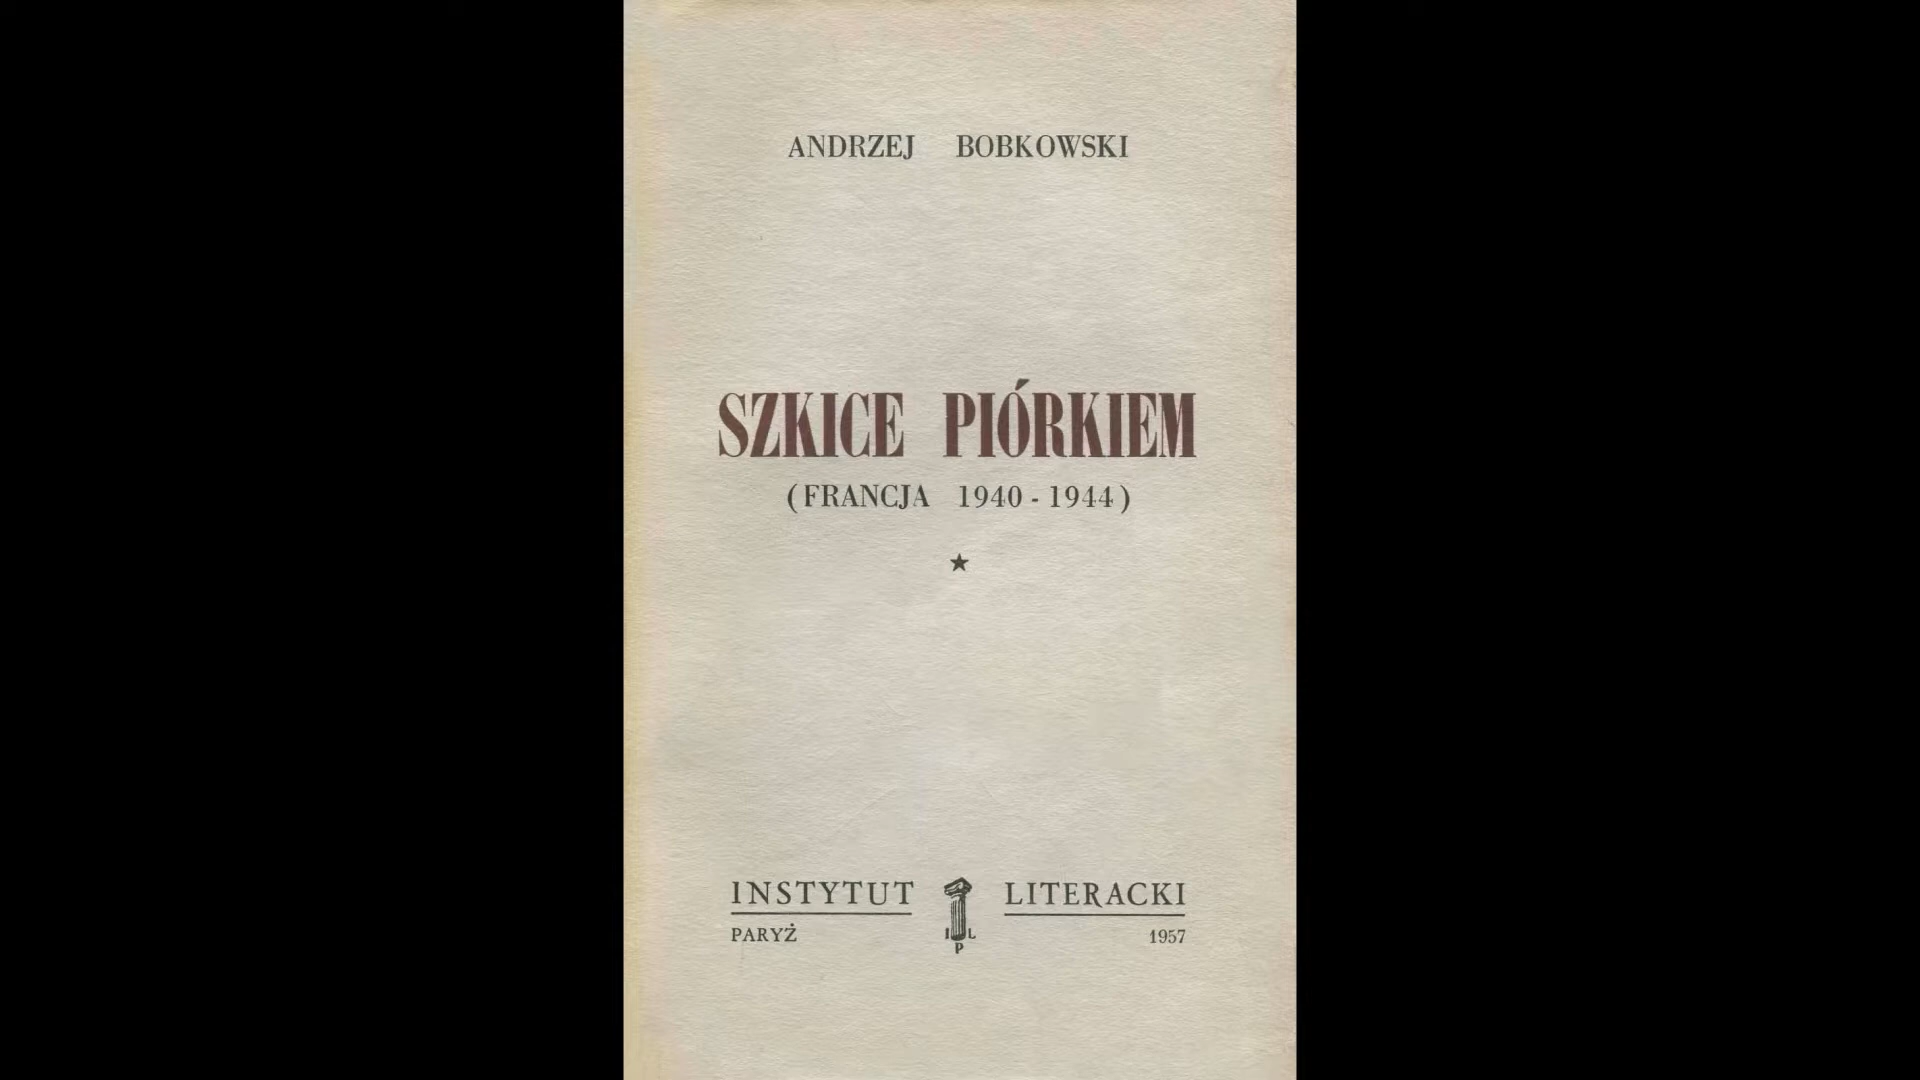 ANDRZEJ BOBKOWSKI
SZKICE PIÓRKIEM
(FRANCJA 1940 - 1944)
INSTYTUT LITERACKI
PARYŻ 1957
I L
P